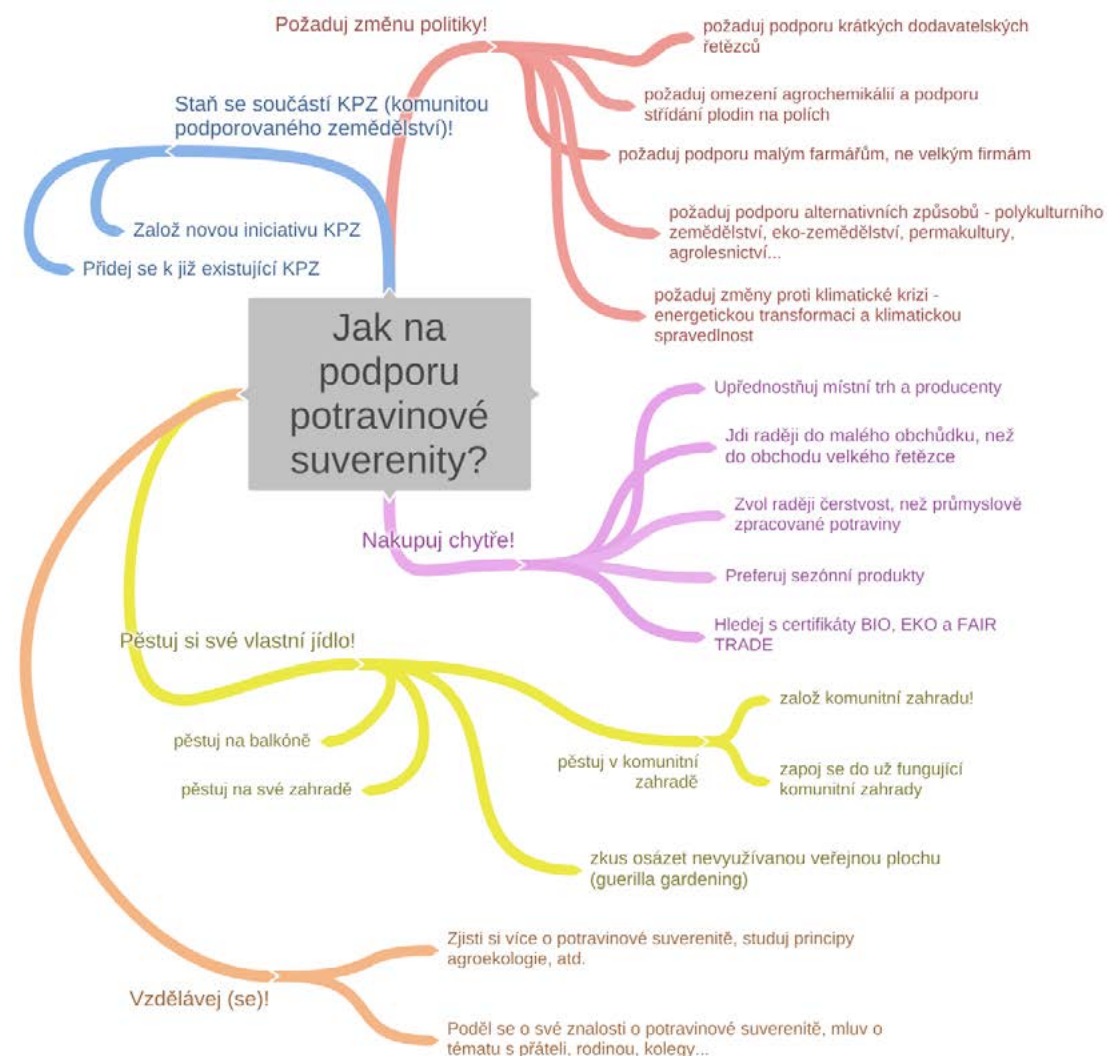 Požaduj změnu politiky!
požaduj podporu krátkých dodavatelských
řetězců
požaduj omezení agrochemikálií a podporu
střídání plodin na polích
požaduj podporu malým farmářům, ne velkým firmám
požaduj podporu alternativních způsobů - polykulturního
zemědělství, eko-zemědělství, permakultury,
agrolesnictví...
požaduj změny proti klimatické krizi -
energetickou transformaci a klimatickou
spravedlnost
Staň se součástí KPZ (komunitou
podporovaného zemědělství)!
Založ novou iniciativu KPZ
Přidej se k již existující KPZ
Jak na
podporu
potravinové
suverenity?
Nakupuj chytře!
Upřednostňuj místní trh a producenty
Jdi raději do malého obchůdku, než
do obchodu velkého řetězce
Zvol raději čerstvost, než průmyslově
zpracované potraviny
Preferuj sezónní produkty
Hledej s certifikáty BIO, EKO a FAIR
TRADE
Pěstuj si své vlastní jídlo!
pěstuj na balkóně
pěstuj na své zahradě
pěstuj v komunitní
zahradě
založ komunitní zahradu!
zapoj se do už fungující
komunitní zahrady
zkus osázet nevyužívanou veřejnou plochu
(guerilla gardening)
Vzdělávej (se)!
Zjisti si více o potravinové suverenitě, studuj principy
agroekologie, atd.
Poděl se o své znalosti o potravinové suverenitě, mluv o
tématu s přáteli, rodinou, kolegy...